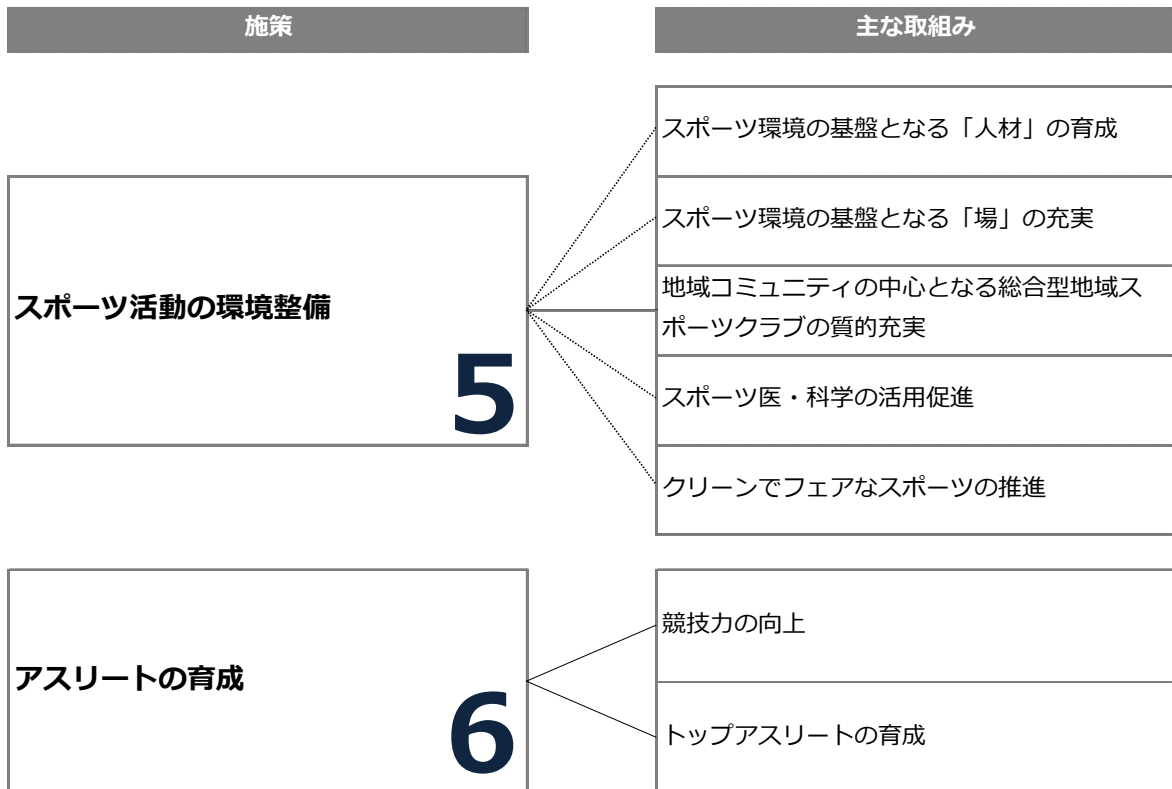 施策
主な取組み
スポーツ活動の環境整備
5
スポーツ環境の基盤となる「人材」の育成
スポーツ環境の基盤となる「場」の充実
地域コミュニティの中心となる総合型地域ス
ポーツクラブの質的充実
スポーツ医・科学の活用促進
クリーンでフェアなスポーツの推進
アスリートの育成
6
競技力の向上
トップアスリートの育成